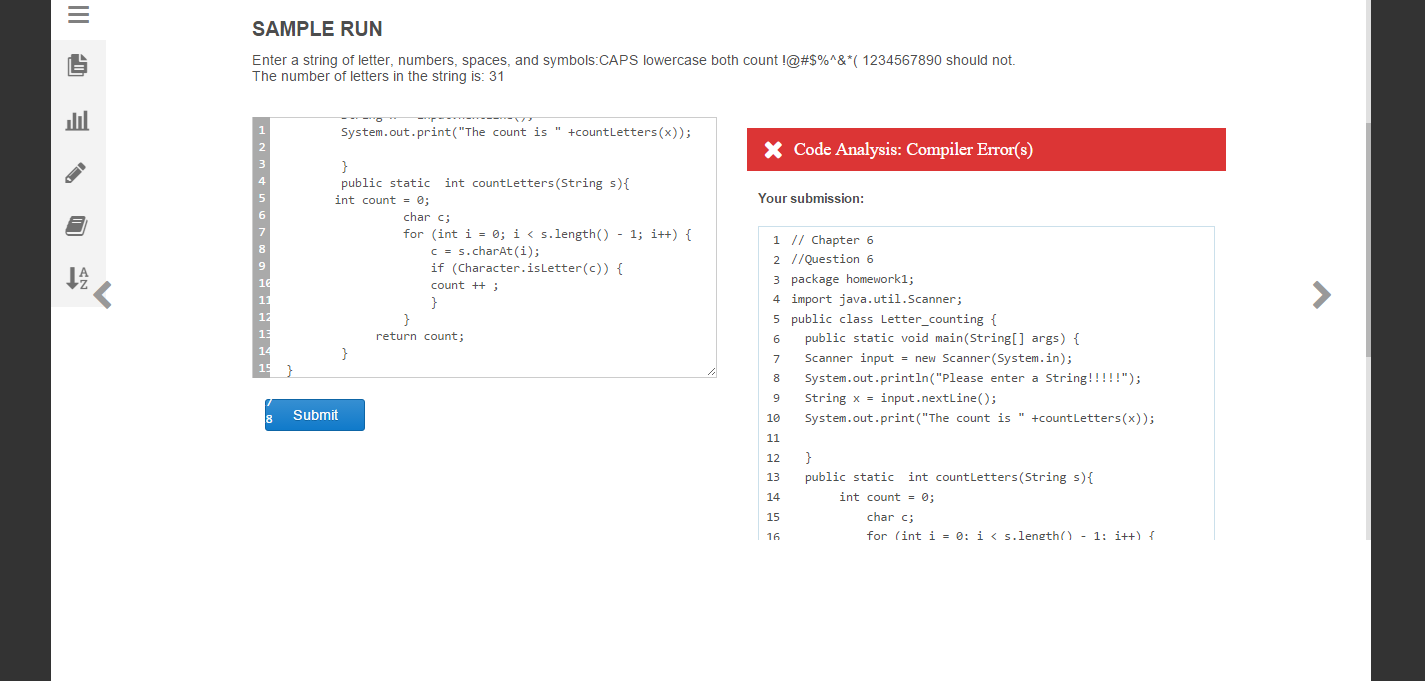 SAMPLE RUN
Enter a string of letter, numbers, spaces, and symbols:CAPS lowercase both count !@#$%^&*( 1234567890 should not.
The number of letters in the string is: 31
1 System.out.print("The count is " +countLetters(x));
2
3 }
4 public static  int countLetters(String s){
5 int count = 0;
6 char c;
7 for (int i = 0; i < s.length() - 1; i++) {
8 c = s.charAt(i);
9 if (Character.isLetter(c)) {
10 count ++ ;
11 }
12 }
13 return count;
14 }
15 }
7
8 Submit
Code Analysis: Compiler Error(s)
Your submission:
1 // Chapter 6
2 //Question 6
3 package homework1;
4 import java.util.Scanner;
5 public class Letter_counting {
6 public static void main(String[] args) {
7 Scanner input = new Scanner(System.in);
8 System.out.println("Please enter a String!!!!!");
9 String x = input.nextLine();
10 System.out.print("The count is " +countLetters(x));
11
12 }
13 public static  int countLetters(String s){
14 int count = 0;
15 char c;
16 for (int i = 0; i < s.length() - 1; i++) {
A
Z